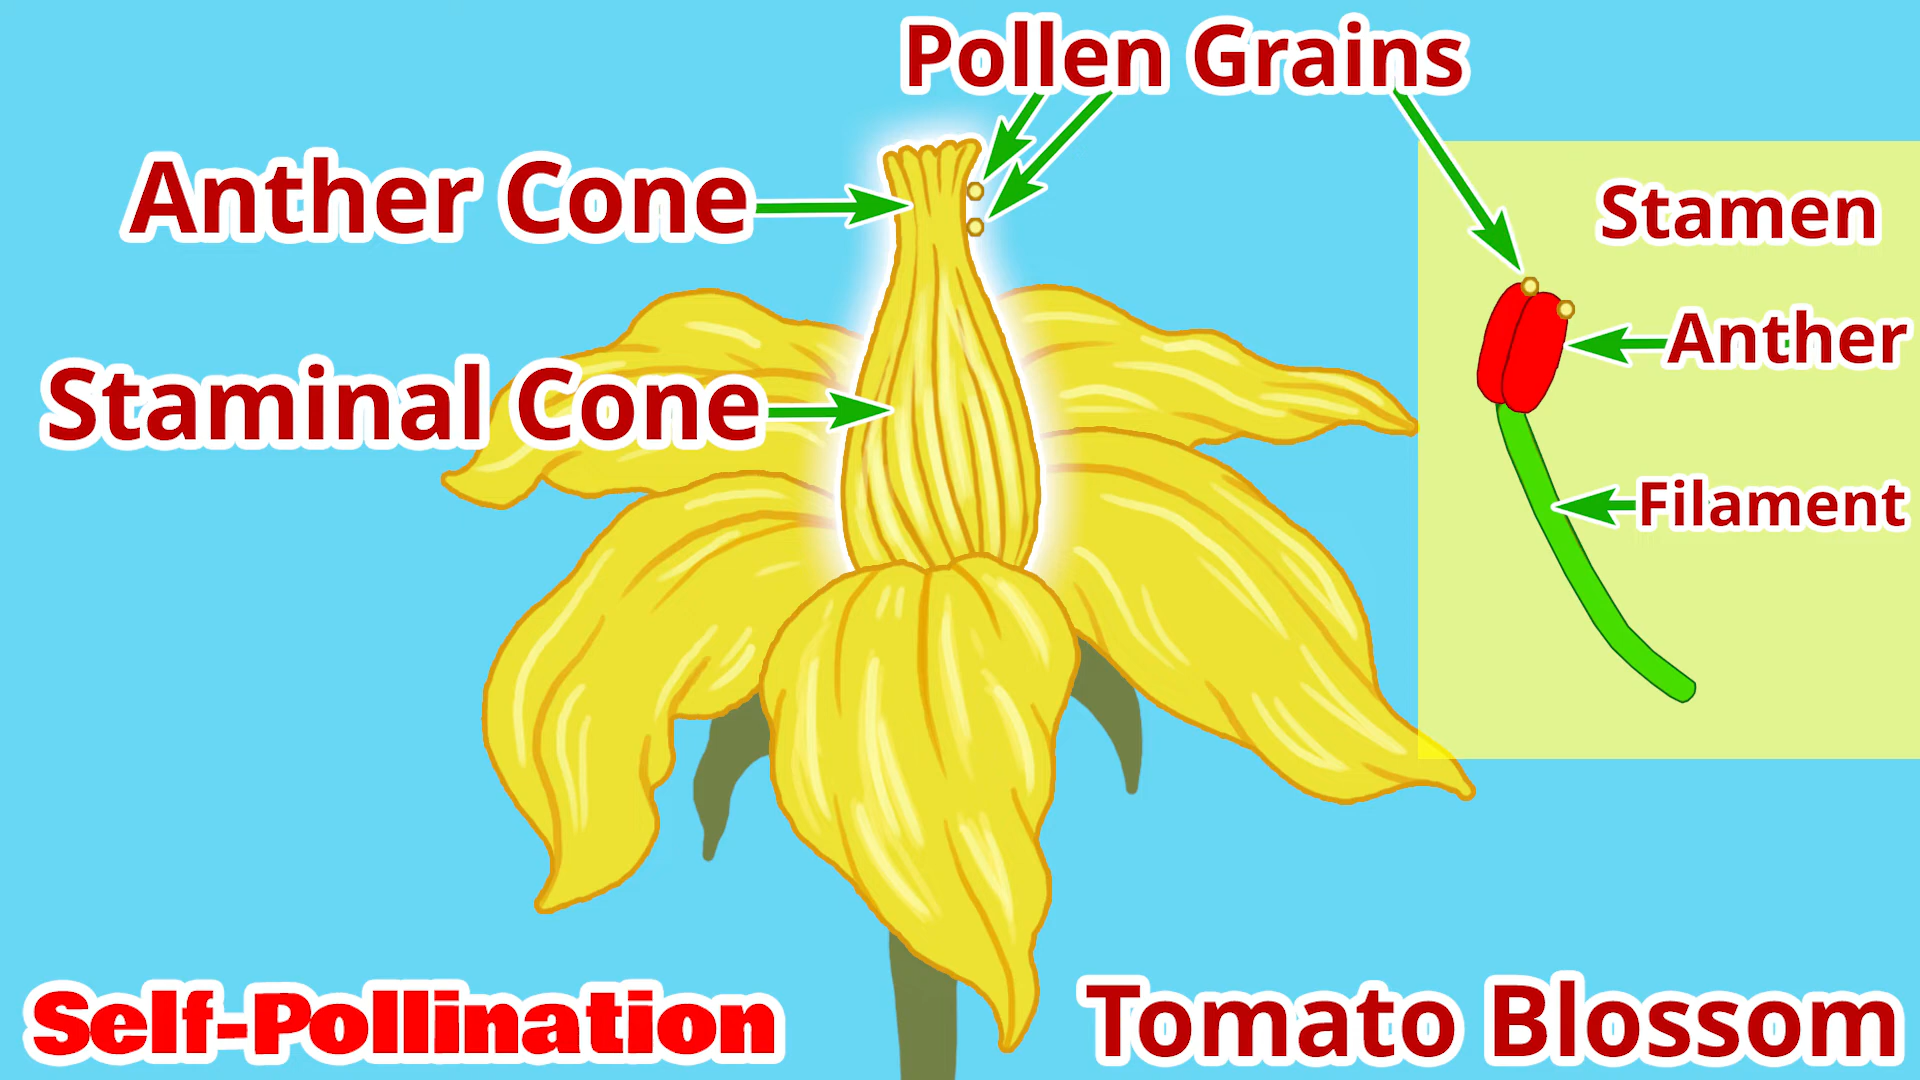 Pollen Grains
Anther Cone
Stamen
Anther
Staminal Cone
Filament
Self-Pollination
Tomato Blossom